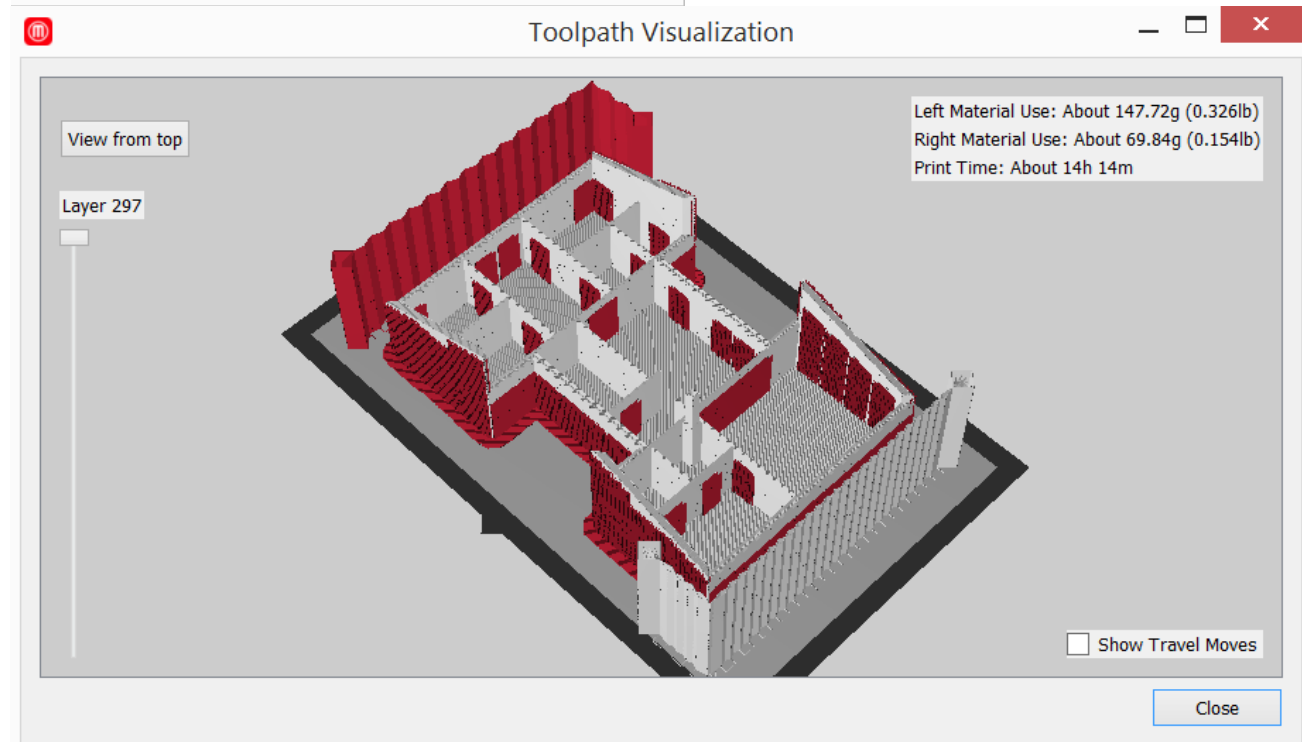 Toolpath Visualization
View from top
Left Material Use: About 147.72g (0.326lb)
Right Material Use: About 69.84g (0.154lb)
Print Time: About 14h 14m
Layer 297
Show Travel Moves
Close